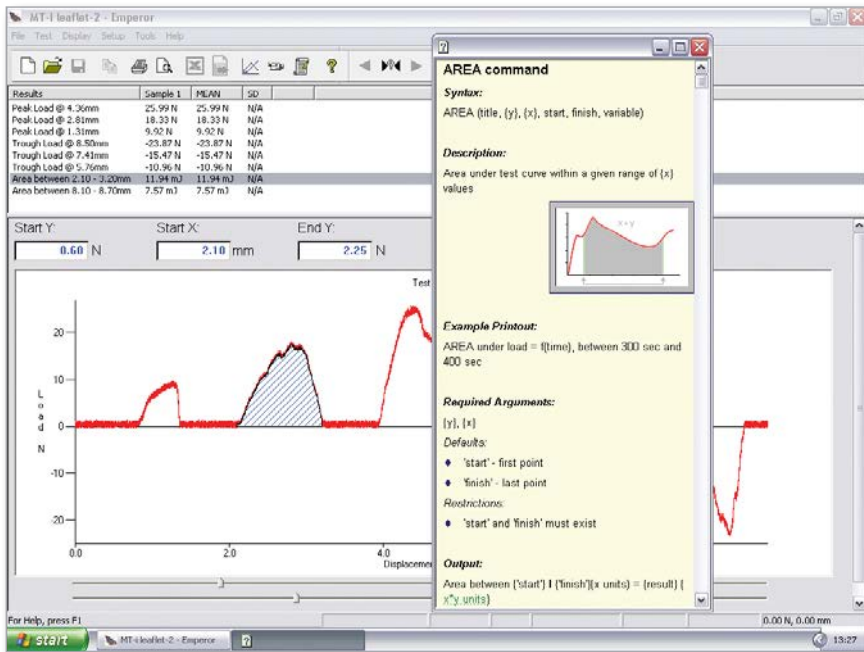 MT-i leaflet-2 - Emperor
File Test Display Setup Tools Help
Results Sample 1 MEAN SD
Peak Load @ 4.36mm 25.99 N 25.99 N N/A
Peak Load @ 2.81mm 18.33 N 18.33 N N/A
Peak Load @ 1.31mm 9.92 N 9.92 N N/A
Trough Load @ 8.50mm -23.87 N -23.87 N N/A
Trough Load @ 7.41mm -15.47 N -15.47 N N/A
Trough Load @ 5.76mm -10.96 N -10.96 N N/A
Area between 2.10 - 3.20mm 11.94 mJ 11.94 mJ N/A
Area between 8.10 - 8.70mm 7.57 mJ 7.57 mJ N/A
Start Y: Start X: End Y:
0.60 N 2.10 mm 2.25 N
Test
20
10
0
-10
-20
Load N
0.0 2.0 4.0
Displaceme
AREA command
Syntax:
AREA (title, {y}, {x}, start, finish, variable)
Description:
Area under test curve within a given range of {x}
values
x * y
Example Printout:
AREA under load = f(time), between 300 sec and
400 sec
Required Arguments:
{y}, {x}
Defaults:
'start' - first point
'finish' - last point
Restrictions:
'start' and 'finish' must exist
Output:
Area between {'start'} I {'finish'}{x units} = {result} {
x*y units}
For Help, press F1
0.00 N, 0.00 mm
start
MT-i leaflet-2 - Emperor
13:27